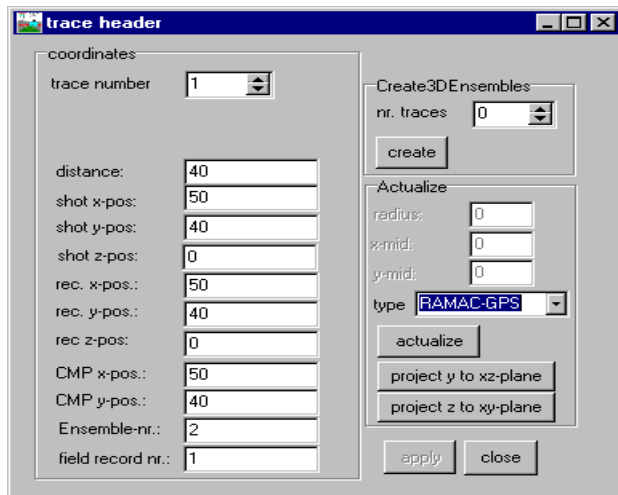 trace header
coordinates
trace number 1
distance: 40
shot x-pos: 50
shot y-pos: 40
shot z-pos: 0
rec. x-pos.: 50
rec. y-pos.: 40
rec z-pos: 0
CMP x-pos.: 50
CMP y-pos.: 40
Ensemble-nr.: 2
field record nr.: 1
Create3DEnsembles
nr. traces 0
create
Actualize
radius: 0
x-mid: 0
y-mid: 0
type RAMAC-GPS
actualize
project y to xz-plane
project z to xy-plane
apply close